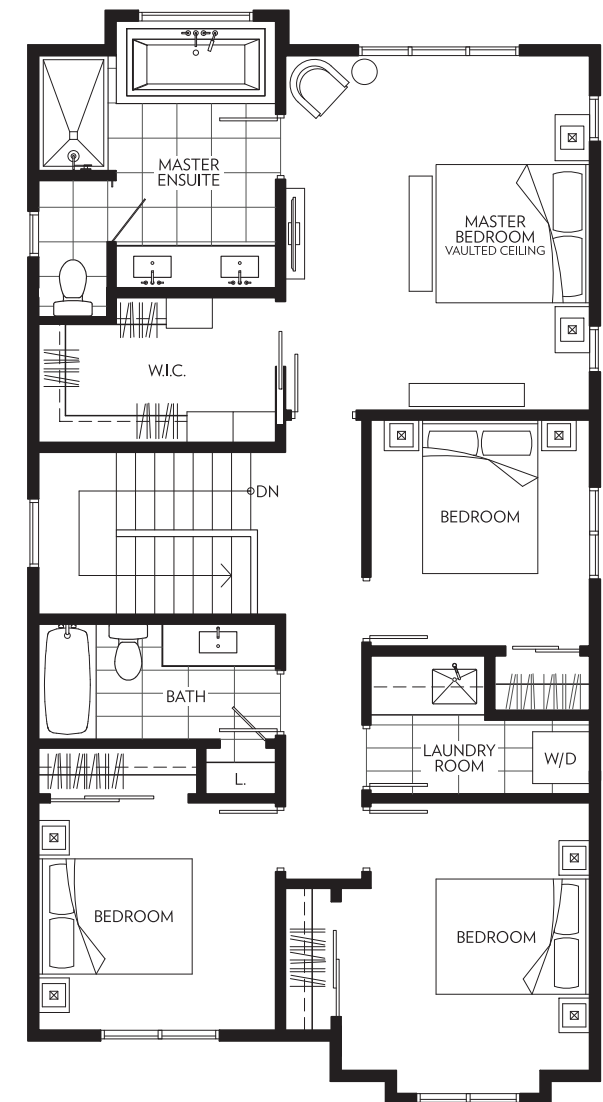 MASTER
ENSUITE
MASTER
BEDROOM
VAULTED CEILING
W.I.C.
DN
BEDROOM
BATH
LAUNDRY
ROOM
W/D
L.
BEDROOM
BEDROOM